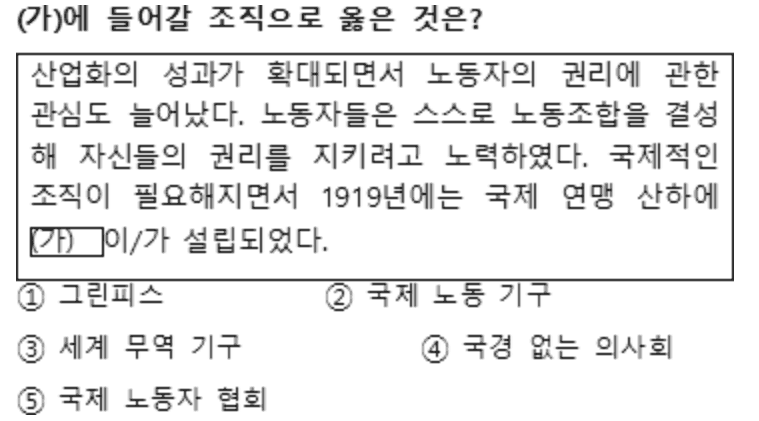 (가)에 들어갈 조직으로 옳은 것은?
산업화의 성과가 확대되면서 노동자의 권리에 관한
관심도 늘어났다. 노동자들은 스스로 노동조합을 결성
해 자신들의 권리를 지키려고 노력하였다. 국제적인
조직이 필요해지면서 1919년에는 국제 연맹 산하에
(가) 이/가 설립되었다.
① 그린피스 ② 국제 노동 기구
③ 세계 무역 기구 ④ 국경 없는 의사회
⑤ 국제 노동자 협회